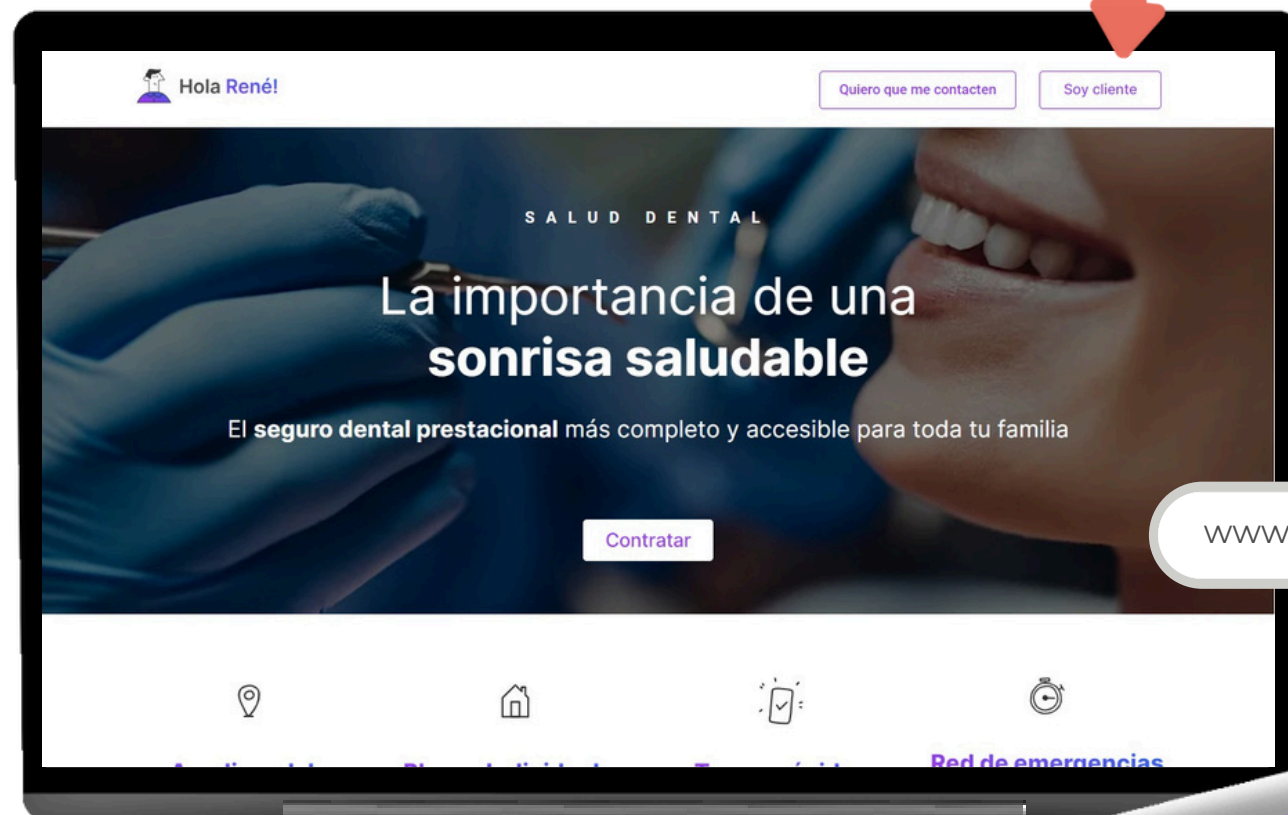 Hola René!
Quiero que me contacten
Soy cliente
SALUD DENTAL
La importancia de una
sonrisa saludable
El seguro dental prestacional más completo y accesible para toda tu familia
Contratar
www
Red de emergencias